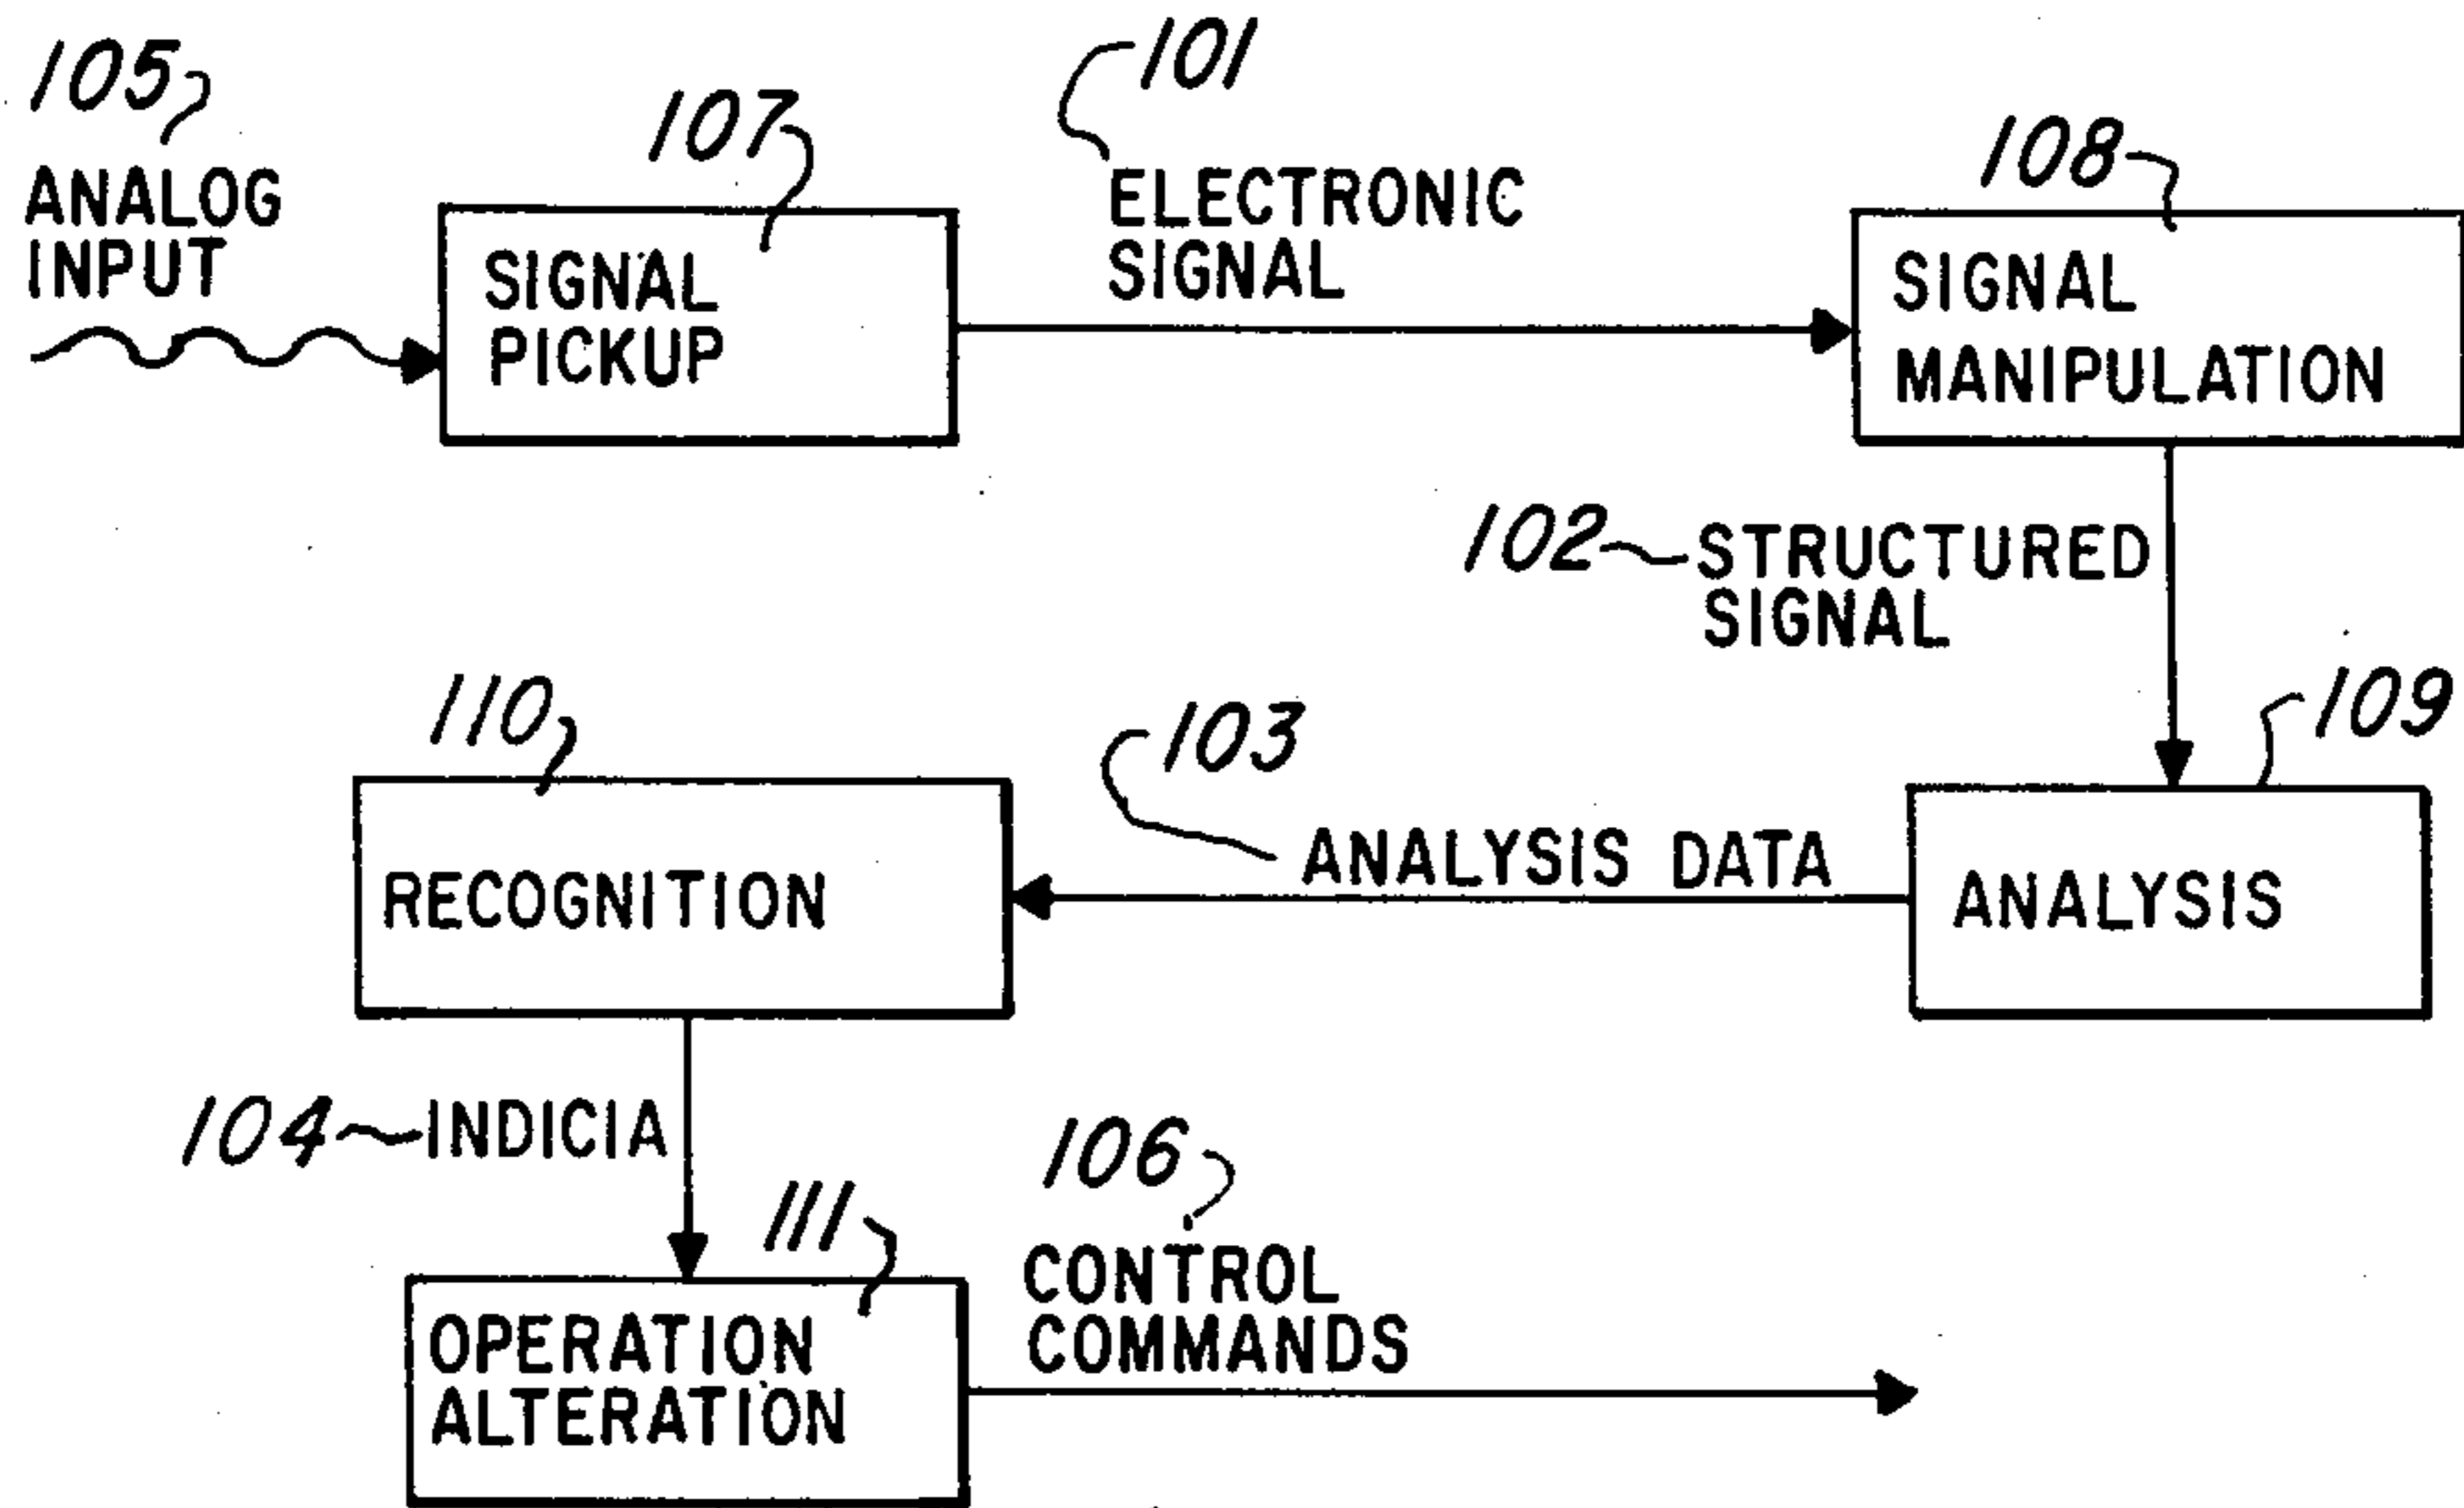 105
ANALOG
INPUT
107
SIGNAL
PICKUP
101
ELECTRONIC
SIGNAL
108
SIGNAL
MANIPULATION
102
STRUCTURED
SIGNAL
109
ANALYSIS
103
ANALYSIS DATA
110
RECOGNITION
104
INDICIA
111
OPERATION
ALTERATION
106
CONTROL
COMMANDS